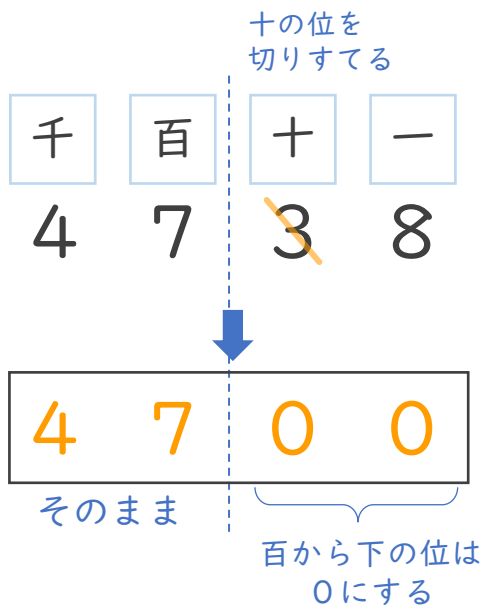 十の位を
切りすてる
千 百 十 一
4 7 3 8
4 7 0 0
そのまま
百から下の位は
0にする